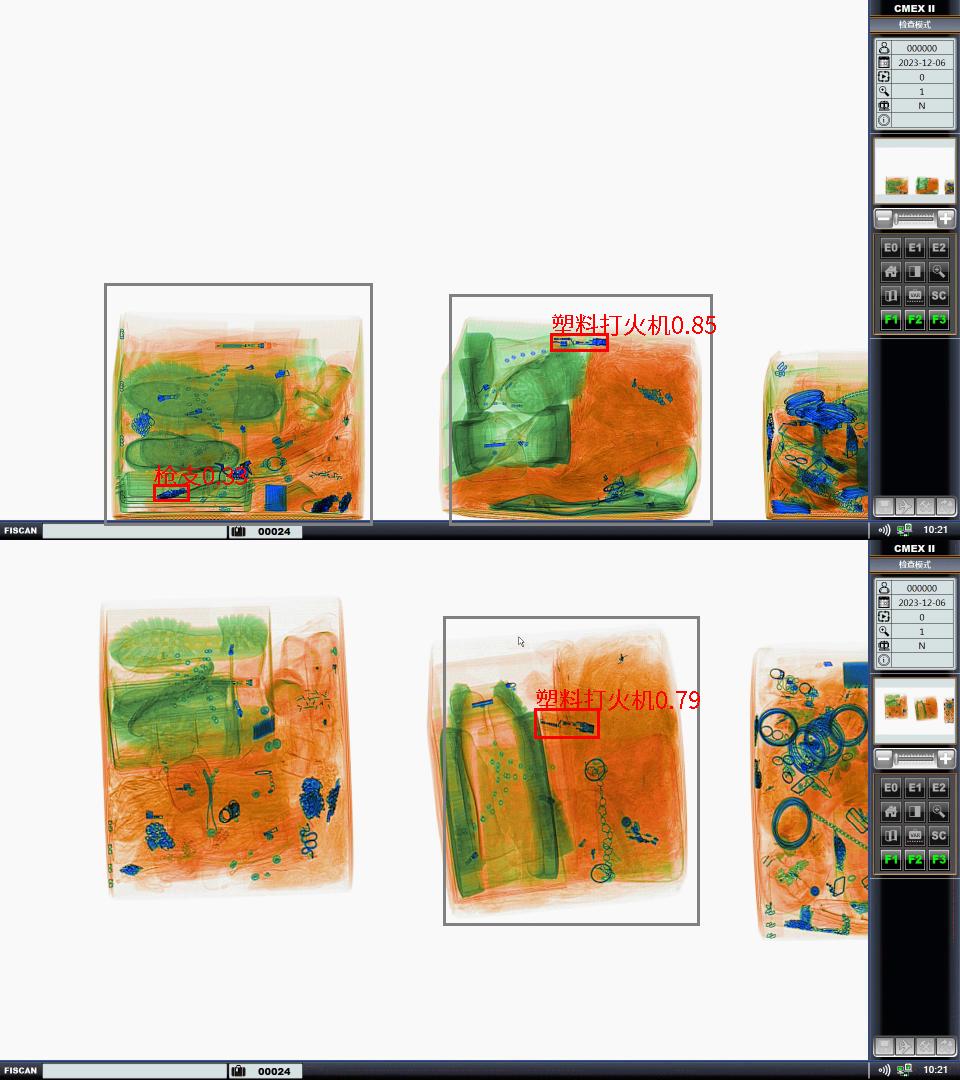 CMEX II
检查模式
000000
2023-12-06
0
1
N
E0 E1 E2
VAR SC
F1 F2 F3
塑料打火机0.85
枪支0.33
FISCAN
00024
10:21
CMEX II
检查模式
000000
2023-12-06
0
1
N
塑料打火机0.79
E0 E1 E2
VAR SC
F1 F2 F3
FISCAN
00024
10:21